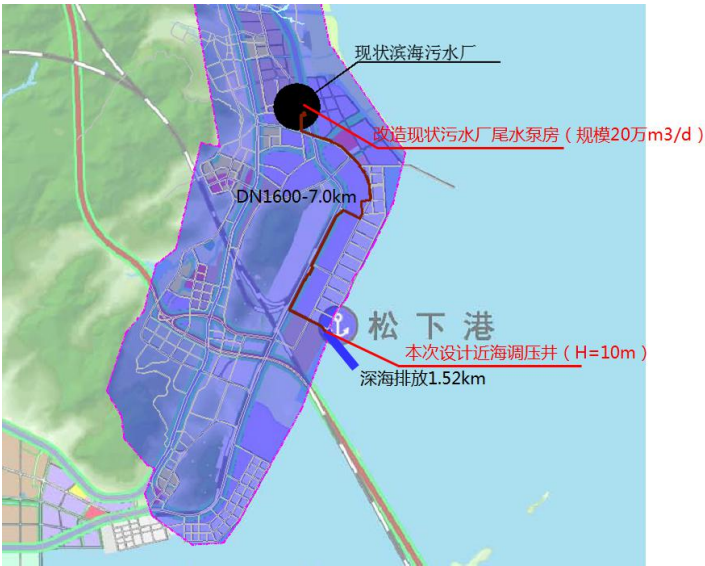 现状滨海污水厂
改造现状污水厂尾水泵房（规模20万m3/d）
DN1600-7.0km
松下港
本次设计近海调压井（H=10m）
深海排放1.52km